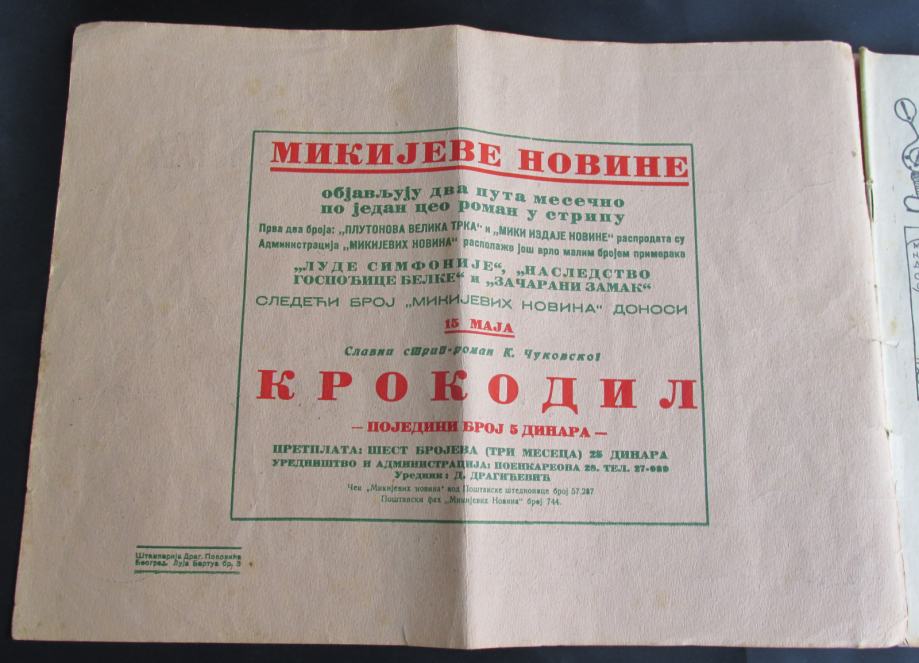 МИКИЈЕВЕ НОВИНЕ
објављују два пута месечно
по један цео роман у стрипу
Прва два броја: „ПЛУТОНОВА ВЕЛИКА ТРКА“ и „МИКИ ИЗДАЈЕ НОВИНЕ“ распродата су
Администрација „МИКИЈЕВИХ НОВИНА“ располаже још врло малим бројем примерака
„ЛУДЕ СИМФОНИЈЕ“, „НАСЛЕДСТВО
ГОСПОЂИЦЕ БЕЛКЕ“ и „ЗАЧАРАНИ ЗАМАК“
СЛЕДЕЋИ БРОЈ „МИКИЈЕВИХ НОВИНА“ ДОНОСИ
15 МАЈА
Славни стрип-роман К. Чуковског
КРОКОДИЛ
— ПОЈЕДИНИ БРОЈ 5 ДИНАРА —
ПРЕТПЛАТА: ШЕСТ БРОЈЕВА (ТРИ МЕСЕЦА) 25 ДИНАРА
УРЕДНИШТВО И АДМИНИСТРАЦИЈА: ПОЕНКАРЕОВА 28. ТЕЛ.
Уредник: Д. ДРАГИЋЕВИЋ
Чек „Микијевих новина“ код Поштанске штедионице број 57.287
Поштански фах „Микијевих Новина“ број 744.
Штампарија Драг. Поповића
Београд, Луја Бартуа бр.